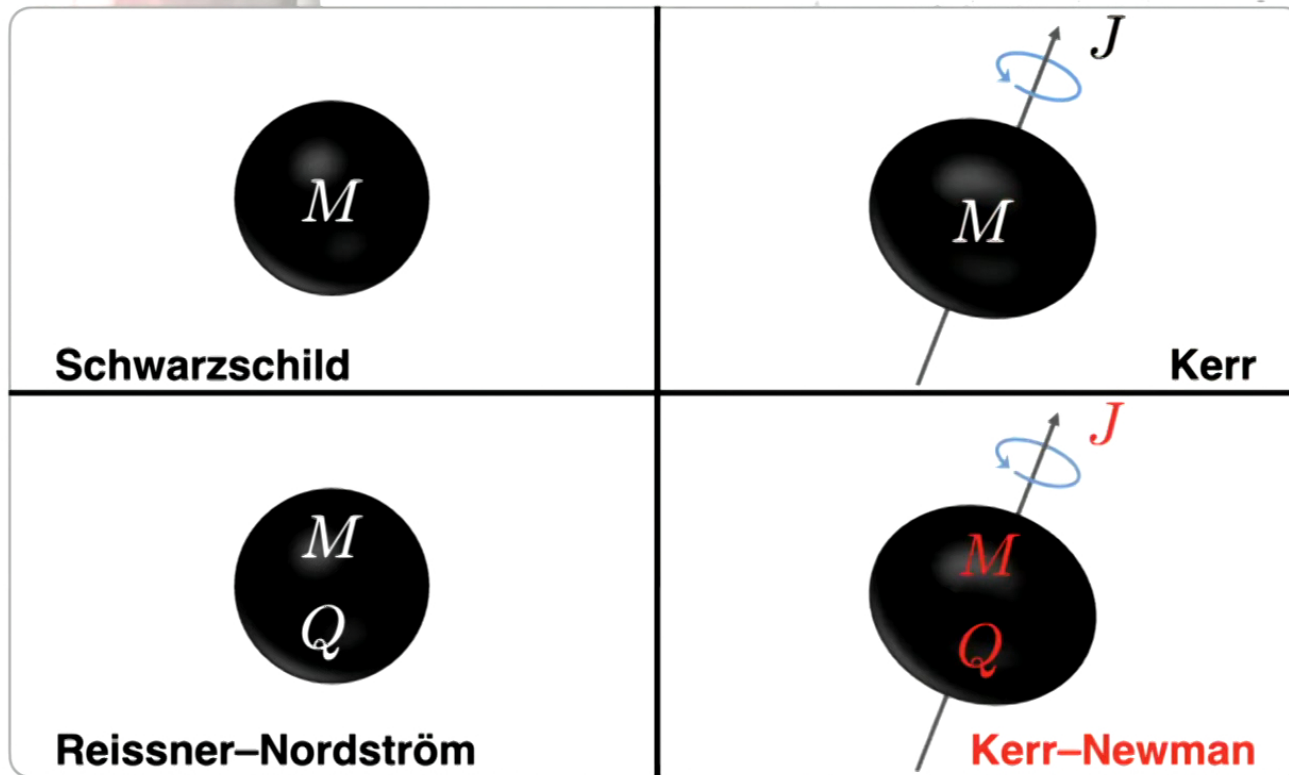 M
Schwarzschild
J
M
Kerr
M
Q
Reissner–Nordström
J
M
Q
Kerr–Newman